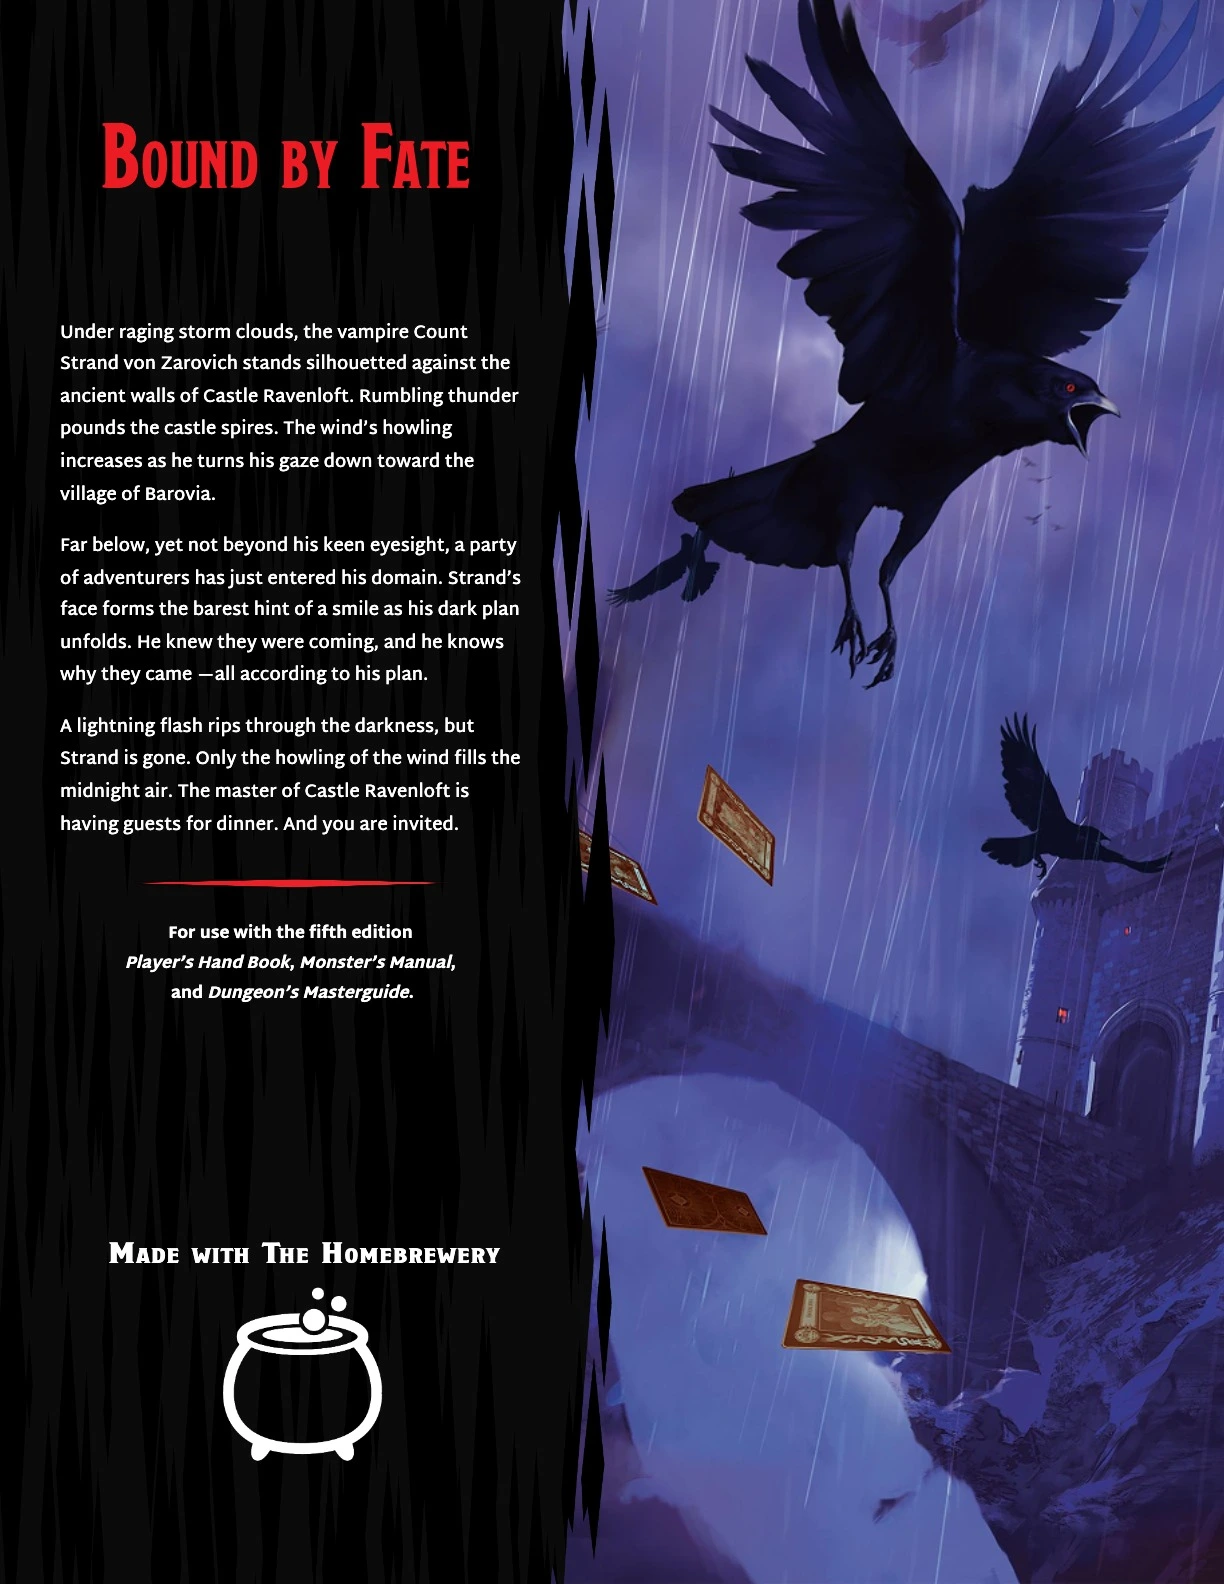 Bound by Fate
Under raging storm clouds, the vampire Count
Strand von Zarovich stands silhouetted against the
ancient walls of Castle Ravenloft. Rumbling thunder
pounds the castle spires. The wind’s howling
increases as he turns his gaze down toward the
village of Barovia.
Far below, yet not beyond his keen eyesight, a party
of adventurers has just entered his domain. Strand’s
face forms the barest hint of a smile as his dark plan
unfolds. He knew they were coming, and he knows
why they came —all according to his plan.
A lightning flash rips through the darkness, but
Strand is gone. Only the howling of the wind fills the
midnight air. The master of Castle Ravenloft is
having guests for dinner. And you are invited.
For use with the fifth edition
Player’s Hand Book, Monster’s Manual,
and Dungeon’s Masterguide.
Made with The Homebrewery